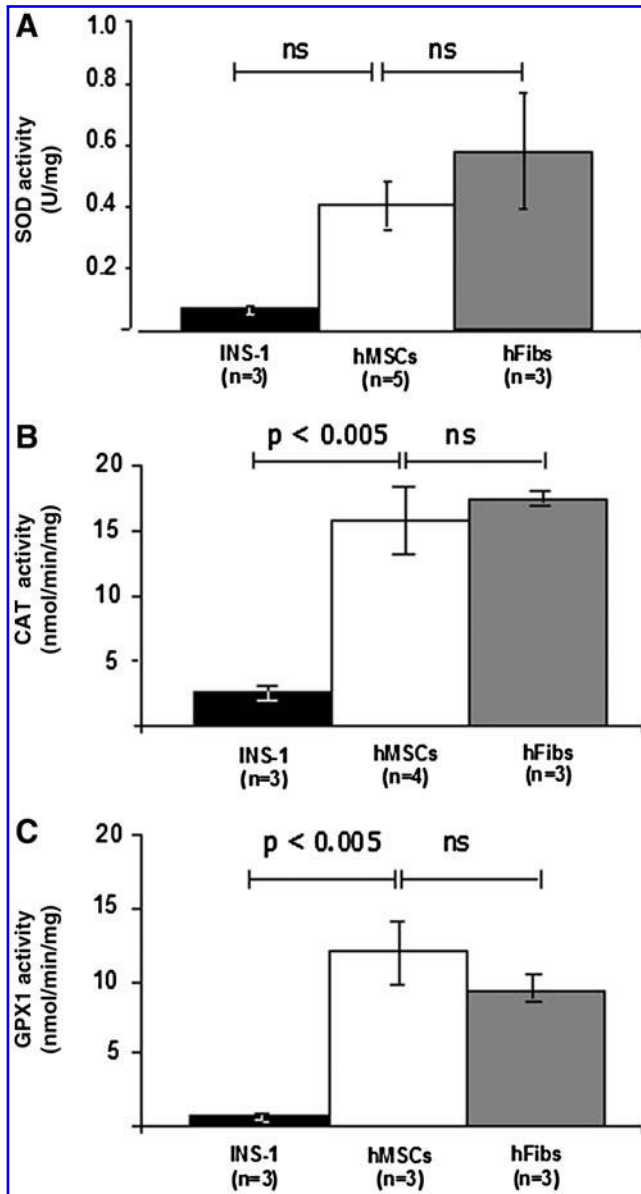 A
SOD activity
(U/mg)
1.0
0.8
0.6
0.4
0.2
ns ns
INS-1 hMSCs hFibs
(n=3) (n=5) (n=3)
B
CAT activity
(nmol/min/mg)
20
15
10
5
p < 0.005 ns
INS-1 hMSCs hFibs
(n=3) (n=4) (n=3)
C
GPX1 activity
(nmol/min/mg)
20
15
10
5
p < 0.005 ns
INS-1 hMSCs hFibs
(n=3) (n=3) (n=3)